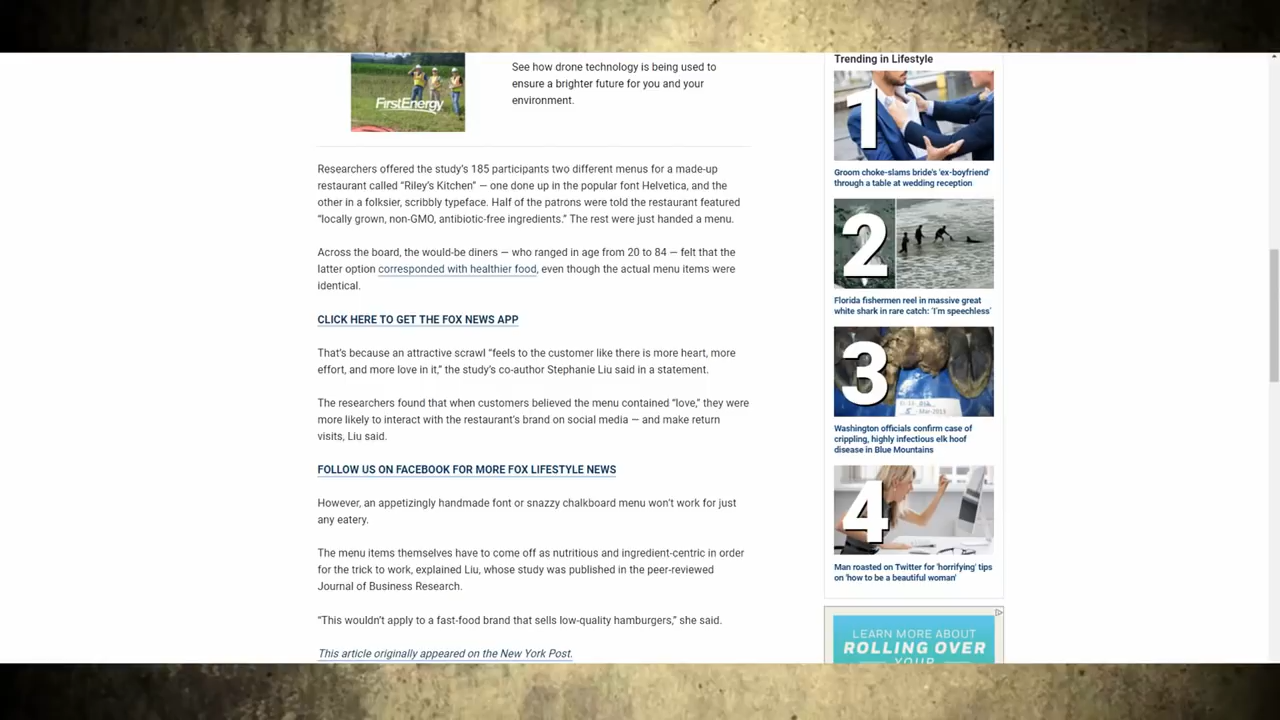 FirstEnergy
See how drone technology is being used to
ensure a brighter future for you and your
environment.
Researchers offered the study's 185 participants two different menus for a made-up
restaurant called “Riley's Kitchen” — one done up in the popular font Helvetica, and the
other in a folksier, scribbly typeface. Half of the patrons were told the restaurant featured
“locally grown, non-GMO, antibiotic-free ingredients.” The rest were just handed a menu.
Across the board, the would-be diners — who ranged in age from 20 to 84 — felt that the
latter option corresponded with healthier food, even though the actual menu items were
identical.
CLICK HERE TO GET THE FOX NEWS APP
That's because an attractive scrawl “feels to the customer like there is more heart, more
effort, and more love in it,” the study's co-author Stephanie Liu said in a statement.
The researchers found that when customers believed the menu contained “love,” they were
more likely to interact with the restaurant's brand on social media — and make return
visits, Liu said.
FOLLOW US ON FACEBOOK FOR MORE FOX LIFESTYLE NEWS
However, an appetizingly handmade font or snazzy chalkboard menu won't work for just
any eatery.
The menu items themselves have to come off as nutritious and ingredient-centric in order
for the trick to work, explained Liu, whose study was published in the peer-reviewed
Journal of Business Research.
“This wouldn't apply to a fast-food brand that sells low-quality hamburgers,” she said.
This article originally appeared on the New York Post.
Trending in Lifestyle
1
Groom choke-slams bride's 'ex-boyfriend'
through a table at wedding reception
2
Florida fishermen reel in massive great
white shark in rare catch: 'I'm speechless'
3
Washington officials confirm case of
crippling, highly infectious elk hoof
disease in Blue Mountains
4
Man roasted on Twitter for 'horrifying' tips
on 'how to be a beautiful woman'
LEARN MORE ABOUT
ROLLING OVER
YOUR